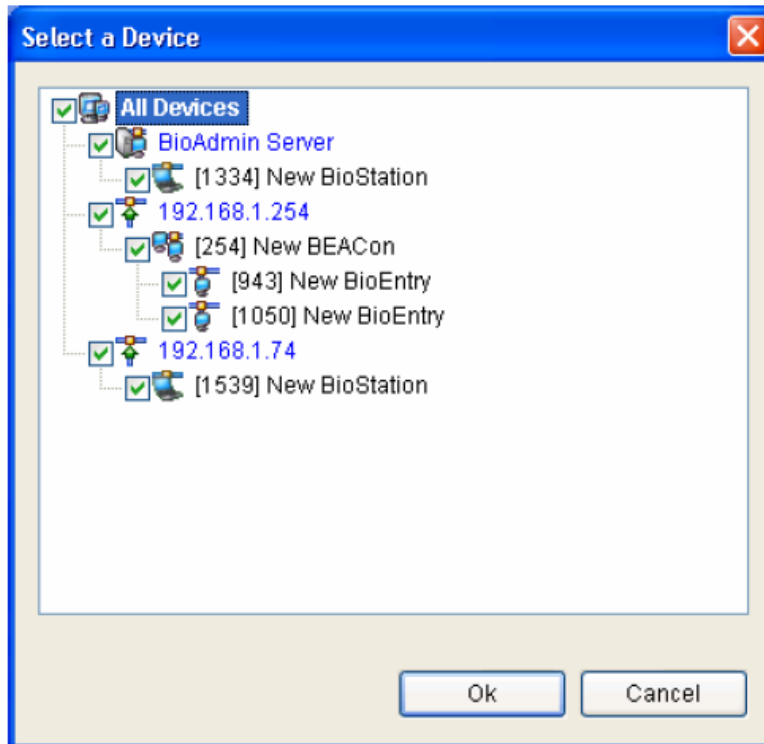 Select a Device
All Devices
BioAdmin Server
[1334] New BioStation
192.168.1.254
[254] New BEACon
[943] New BioEntry
[1050] New BioEntry
192.168.1.74
[1539] New BioStation
Ok
Cancel